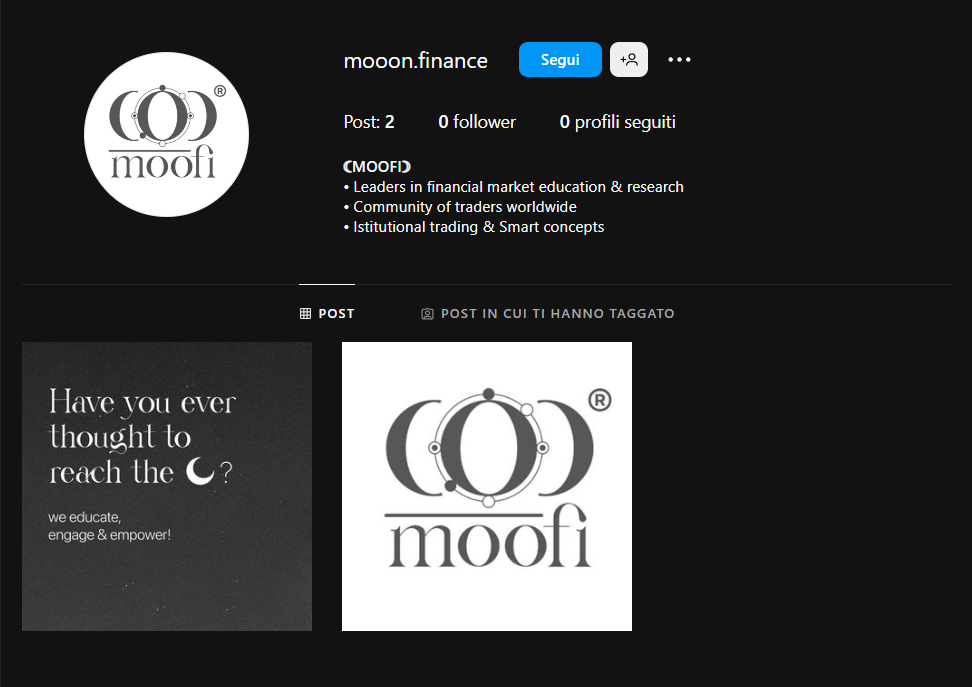 mooon.finance Segui
Post: 2 0 follower 0 profili seguiti
moofi®
MOOFI
• Leaders in financial market education & research
• Community of traders worldwide
• Istitutional trading & Smart concepts
POST POST IN CUI TI HANNO TAGGATO
Have you ever
thought to
reach the ?
we educate,
engage & empower!
®
moofi